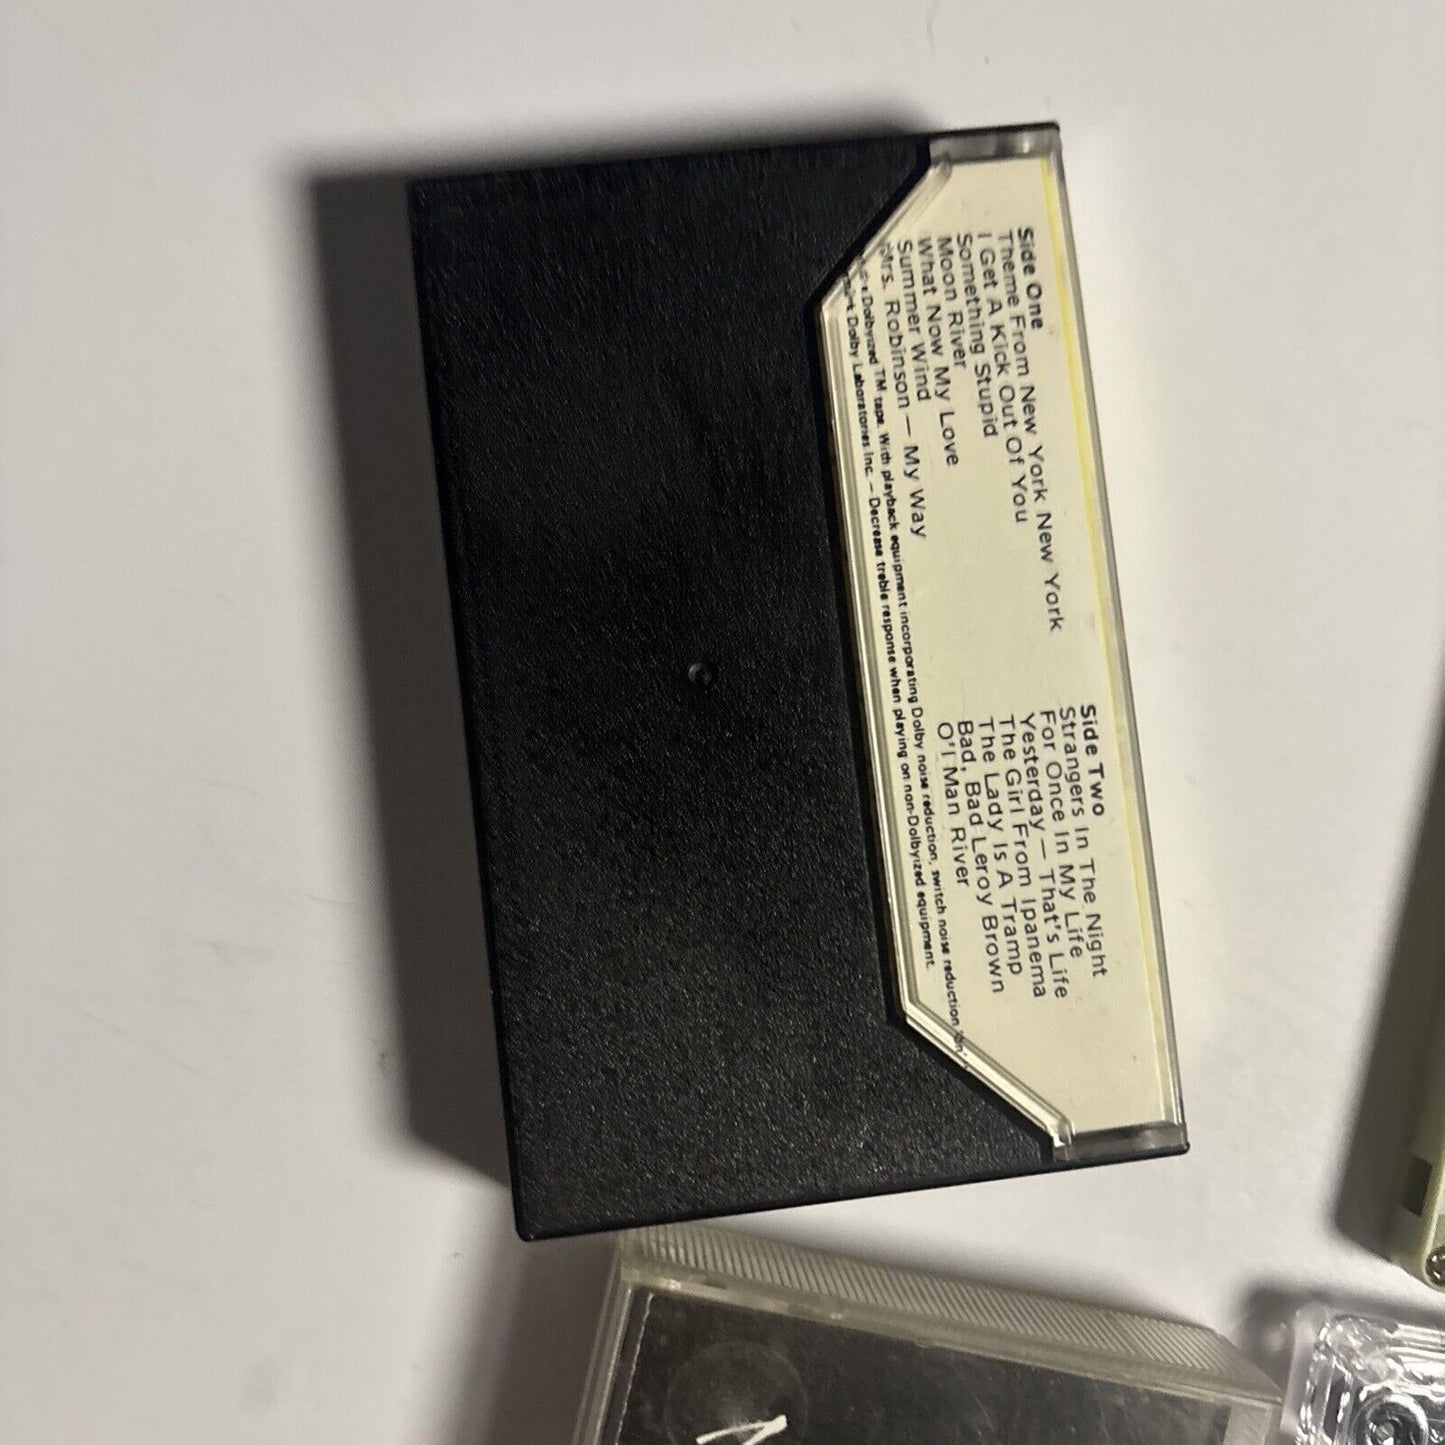 Side One
Theme From New York New York
I Get A Kick Out Of You
Something Stupid
Moon River
What Now My Love
Summer Wind
Mrs. Robinson — My Way
Side Two
Strangers In The Night
For Once In My Life
Yesterday — That's Life
The Girl From Ipanema
The Lady Is A Tramp
Bad, Bad Leroy Brown
O'l Man River
Dolbyized TM tape. With playback equipment incorporating Dolby noise reduction, switch noise reduction 'On'.
Dolby Laboratories Inc. — Decrease treble response when playing on non-Dolbyized equipment.